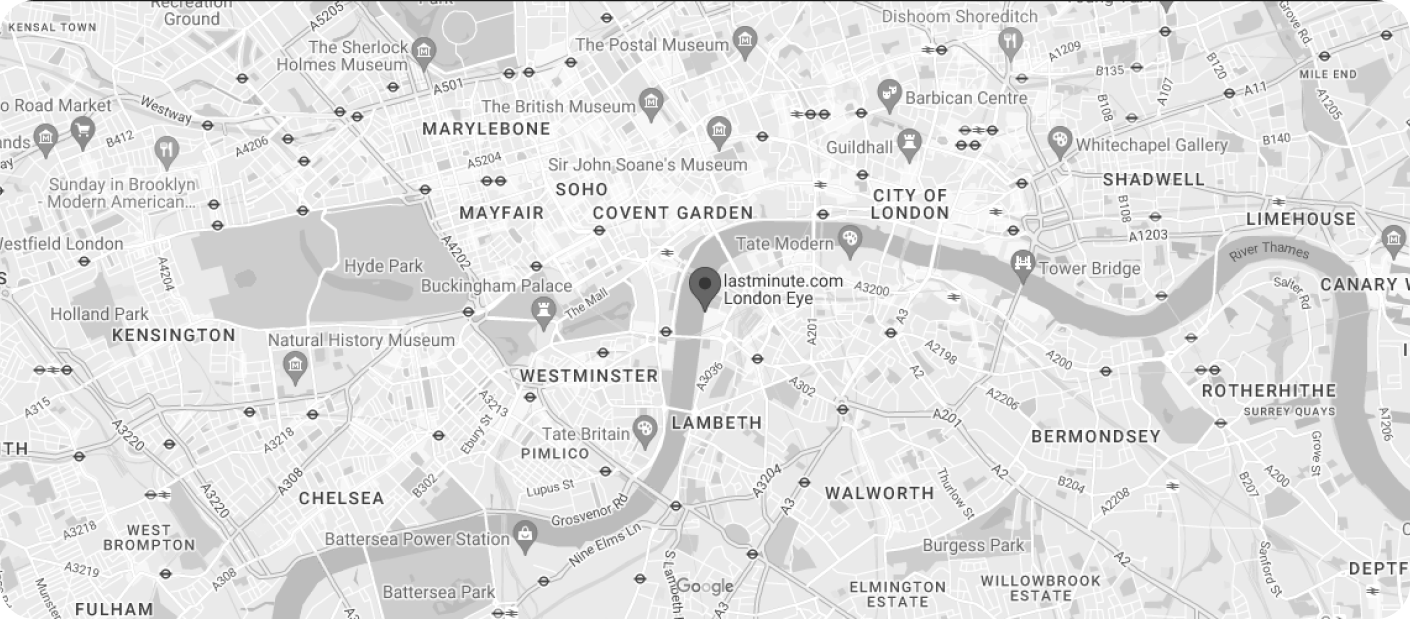 Recreation
Ground
Park
KENSAL TOWN
A5205
The Sherlock
Holmes Museum
The Postal Museum
Dishoom Shoreditch
Grove Rd
A1209
B135
A107
B120
A11
MILE END
A1205
A501
o Road Market
Westway
B412
A4206
The British Museum
Barbican Centre
B108
MARYLEBONE
nds
Guildhall
Whitechapel Gallery
B140
A5204
Sir John Soane's Museum
Sunday in Brooklyn
- Modern American...
SOHO
SHADWELL
MAYFAIR
COVENT GARDEN
CITY OF
LONDON
B108
LIMEHOUSE
Westfield London
A4204
A4202
Tate Modern
A1203
River Thames
Hyde Park
Buckingham Palace
The Mall
lastminute.com
London Eye
A3200
Tower Bridge
Salter Rd
CANARY W
Holland Park
KENSINGTON
Natural History Museum
A201
A3
A2198
A200
WESTMINSTER
A3036
A302
A2
A2206
ROTHERHITHE
SURREY QUAYS
A315
A3220
A3213
Ebury St
LAMBETH
A201
A1206
TH
A3218
Tate Britain
PIMLICO
BERMONDSEY
Grove St
A308
B302
Lupus St
A3204
A2
B204
A200
B207
CHELSEA
A3220
Grosvenor Rd
A3
WALWORTH
Thurlow St
A2208
A3218
WEST
BROMPTON
Battersea Power Station
Nine Elms Ln
Burgess Park
A2
Sanford St
A3219
A308
Battersea Park
S Lambeth R
Google
ELMINGTON
ESTATE
WILLOWBROOK
ESTATE
DEPTF
Munster
FULHAM
A3
A3